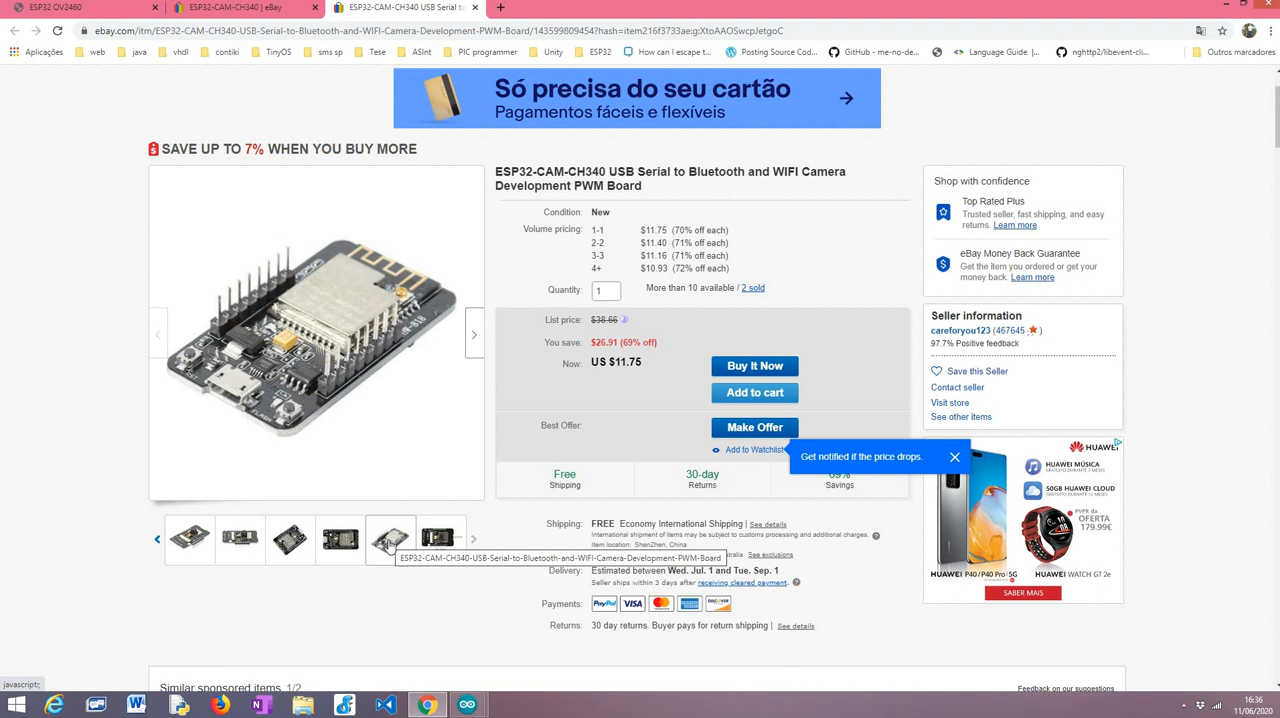 ESP32 OV2460
ESP32-CAM-CH340 | eBay
ESP32-CAM-CH340 USB Serial to
ebay.com/itm/ESP32-CAM-CH340-USB-Serial-to-Bluetooth-and-WIFI-Camera-Development-PWM-Board/143599809454?hash=item216f3733ae:g:XtoAAOSwcpJetgoC
Aplicações
web
java
vhdl
contiki
TinyOS
sms sp
Tese
ASInt
PIC programmer
Unity
ESP32
How can I escape t...
Posting Source Cod...
GitHub - me-no-de...
Language Guide |...
nghttp2/libevent-cli...
Outros marcadores
Só precisa do seu cartão
Pagamentos fáceis e flexíveis
SAVE UP TO 7% WHEN YOU BUY MORE
ESP32-CAM-CH340 USB Serial to Bluetooth and WIFI Camera
Development PWM Board
Condition: New
Volume pricing: 1-1 $11.75 (70% off each)
2-2 $11.40 (71% off each)
3-3 $11.16 (71% off each)
4+ $10.93 (72% off each)
Quantity: 1 More than 10 available / 2 sold
List price: $38.66
You save: $26.91 (69% off)
Now: US $11.75
Buy It Now
Add to cart
Best Offer:
Make Offer
Add to Watchlist
Get notified if the price drops.
Free
Shipping
30-day
Returns
69%
Savings
Shipping: FREE Economy International Shipping | See details
International shipment of items may be subject to customs processing and additional charges.
Item location: ShenZhen, China
ESP32-CAM-CH340-USB-Serial-to-Bluetooth-and-WIFI-Camera-Development-PWM-Board
See exclusions
Delivery: Estimated between Wed. Jul. 1 and Tue. Sep. 1
Seller ships within 3 days after receiving cleared payment.
Payments: PayPal VISA
Returns: 30 day returns. Buyer pays for return shipping | See details
Shop with confidence
Top Rated Plus
Trusted seller, fast shipping, and easy
returns. Learn more
eBay Money Back Guarantee
Get the item you ordered or get your
money back. Learn more
Seller information
careforyou123 (467645 )
97.7% Positive feedback
Save this Seller
Contact seller
Visit store
See other items
HUAWEI
HUAWEI MÚSICA
50GB HUAWEI CLOUD
PVPR da
OFERTA
179.99€
HUAWEI P40/P40 Pro|5G
HUAWEI WATCH GT 2e
SABER MAIS
javascript:;
Similar sponsored items 1/2
Feedback on our suggestions
16:36
11/06/2020